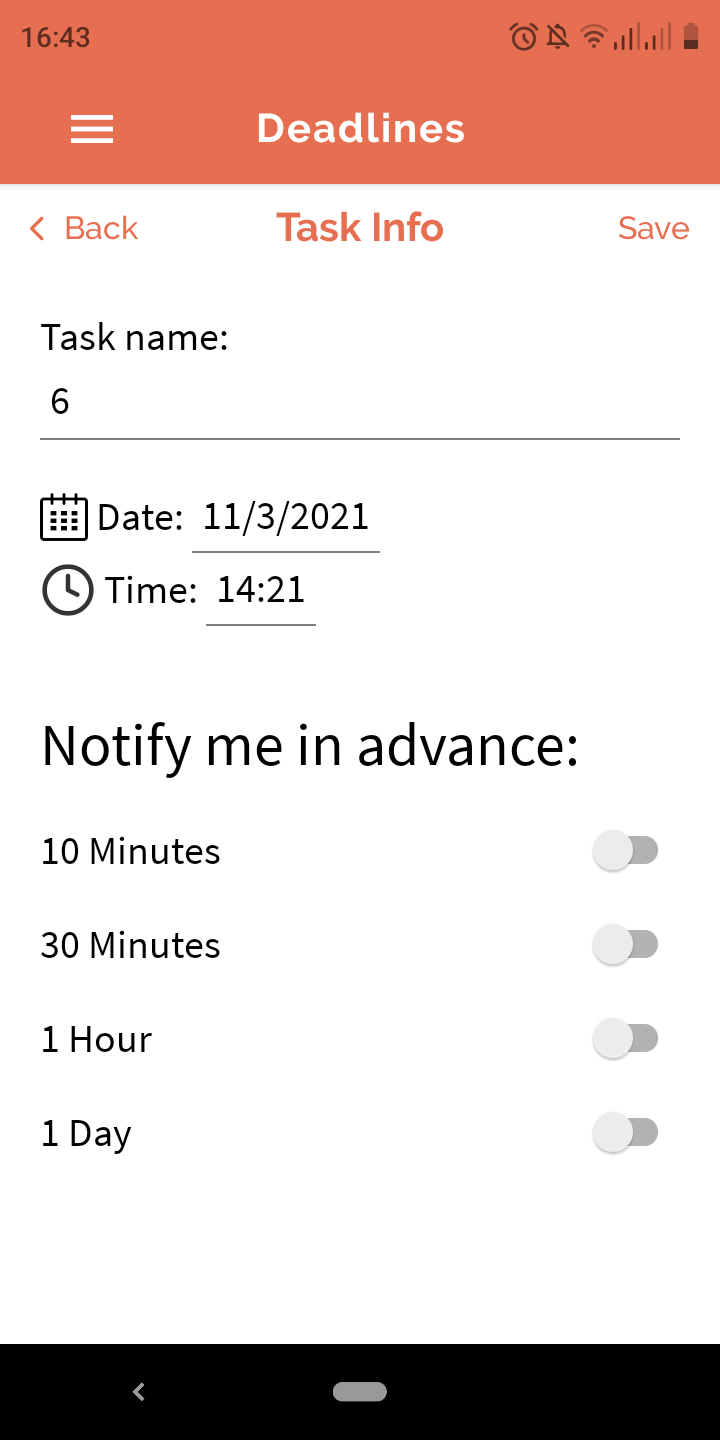 16:43
Deadlines
Back Task Info Save
Task name:
6
Date: 11/3/2021
Time: 14:21
Notify me in advance:
10 Minutes
30 Minutes
1 Hour
1 Day